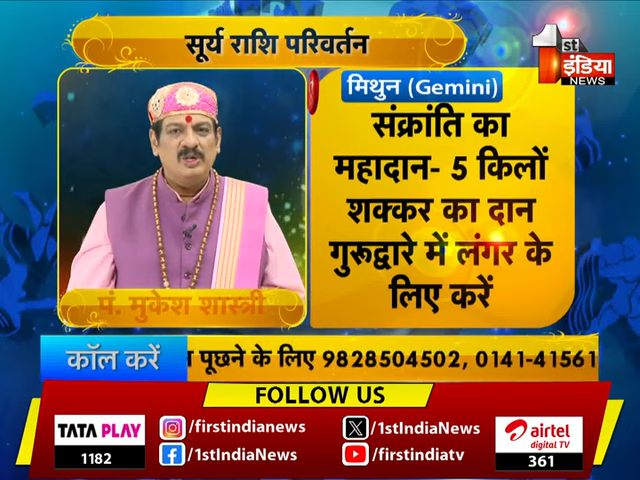 सूर्य राशि परिवर्तन
1st
इंडिया
NEWS
मिथुन (Gemini)
संक्रांति का
महादान- 5 किलों
शक्कर का दान
गुरूद्वारे में लंगर के
लिए करें
पं. मुकेश शास्त्री
कॉल करें
पूछने के लिए 9828504502, 0141-41561
FOLLOW US
TATA PLAY
1182
/firstindianews
/1stIndiaNews
/1stIndiaNews
/firstindiatv
airtel
digital TV
361